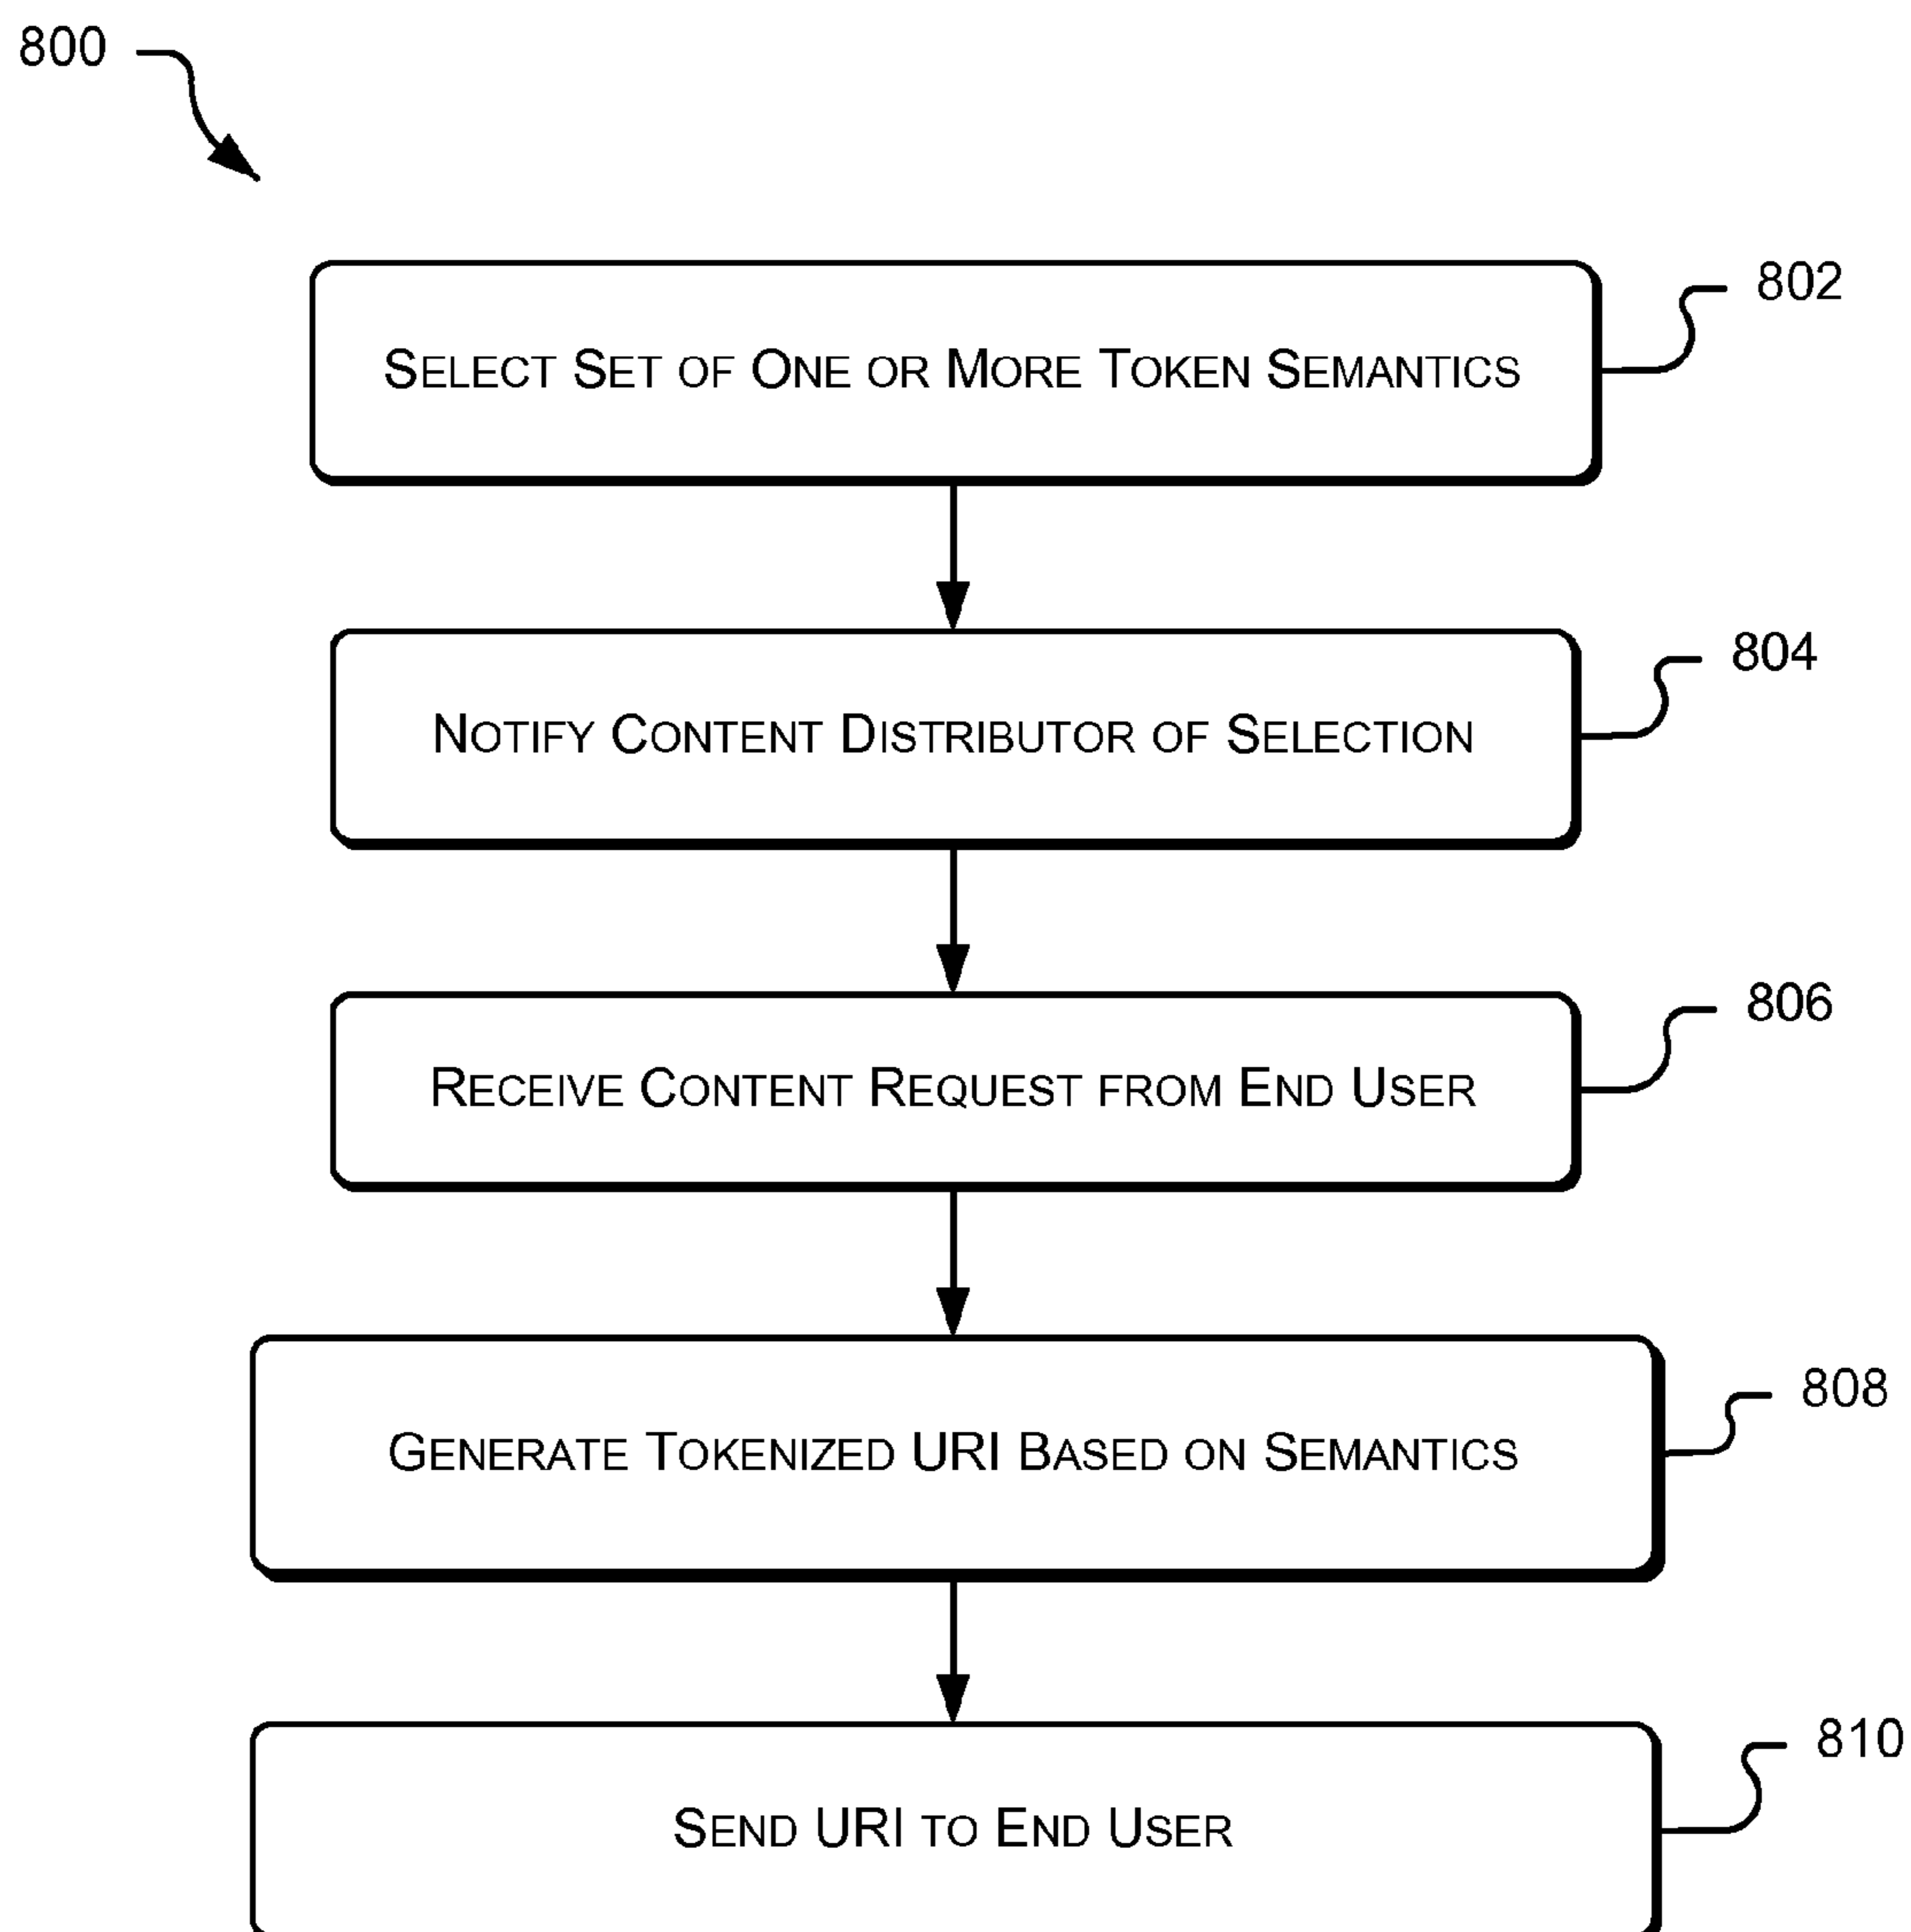 800
802
Select Set of One or More Token Semantics
804
Notify Content Distributor of Selection
806
Receive Content Request from End User
808
Generate Tokenized URI Based on Semantics
810
Send URI to End User